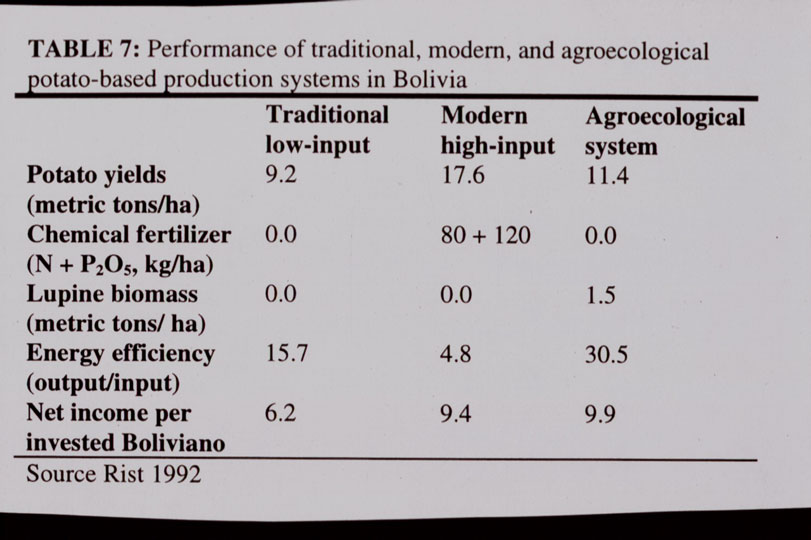 TABLE 7: Performance of traditional, modern, and agroecological
potato-based production systems in Bolivia
Traditional Modern Agroecological
low-input high-input system
Potato yields 9.2 17.6 11.4
(metric tons/ha)
Chemical fertilizer 0.0 80 + 120 0.0
(N + P₂O₅, kg/ha)
Lupine biomass 0.0 0.0 1.5
(metric tons/ ha)
Energy efficiency 15.7 4.8 30.5
(output/input)
Net income per 6.2 9.4 9.9
invested Boliviano
Source Rist 1992